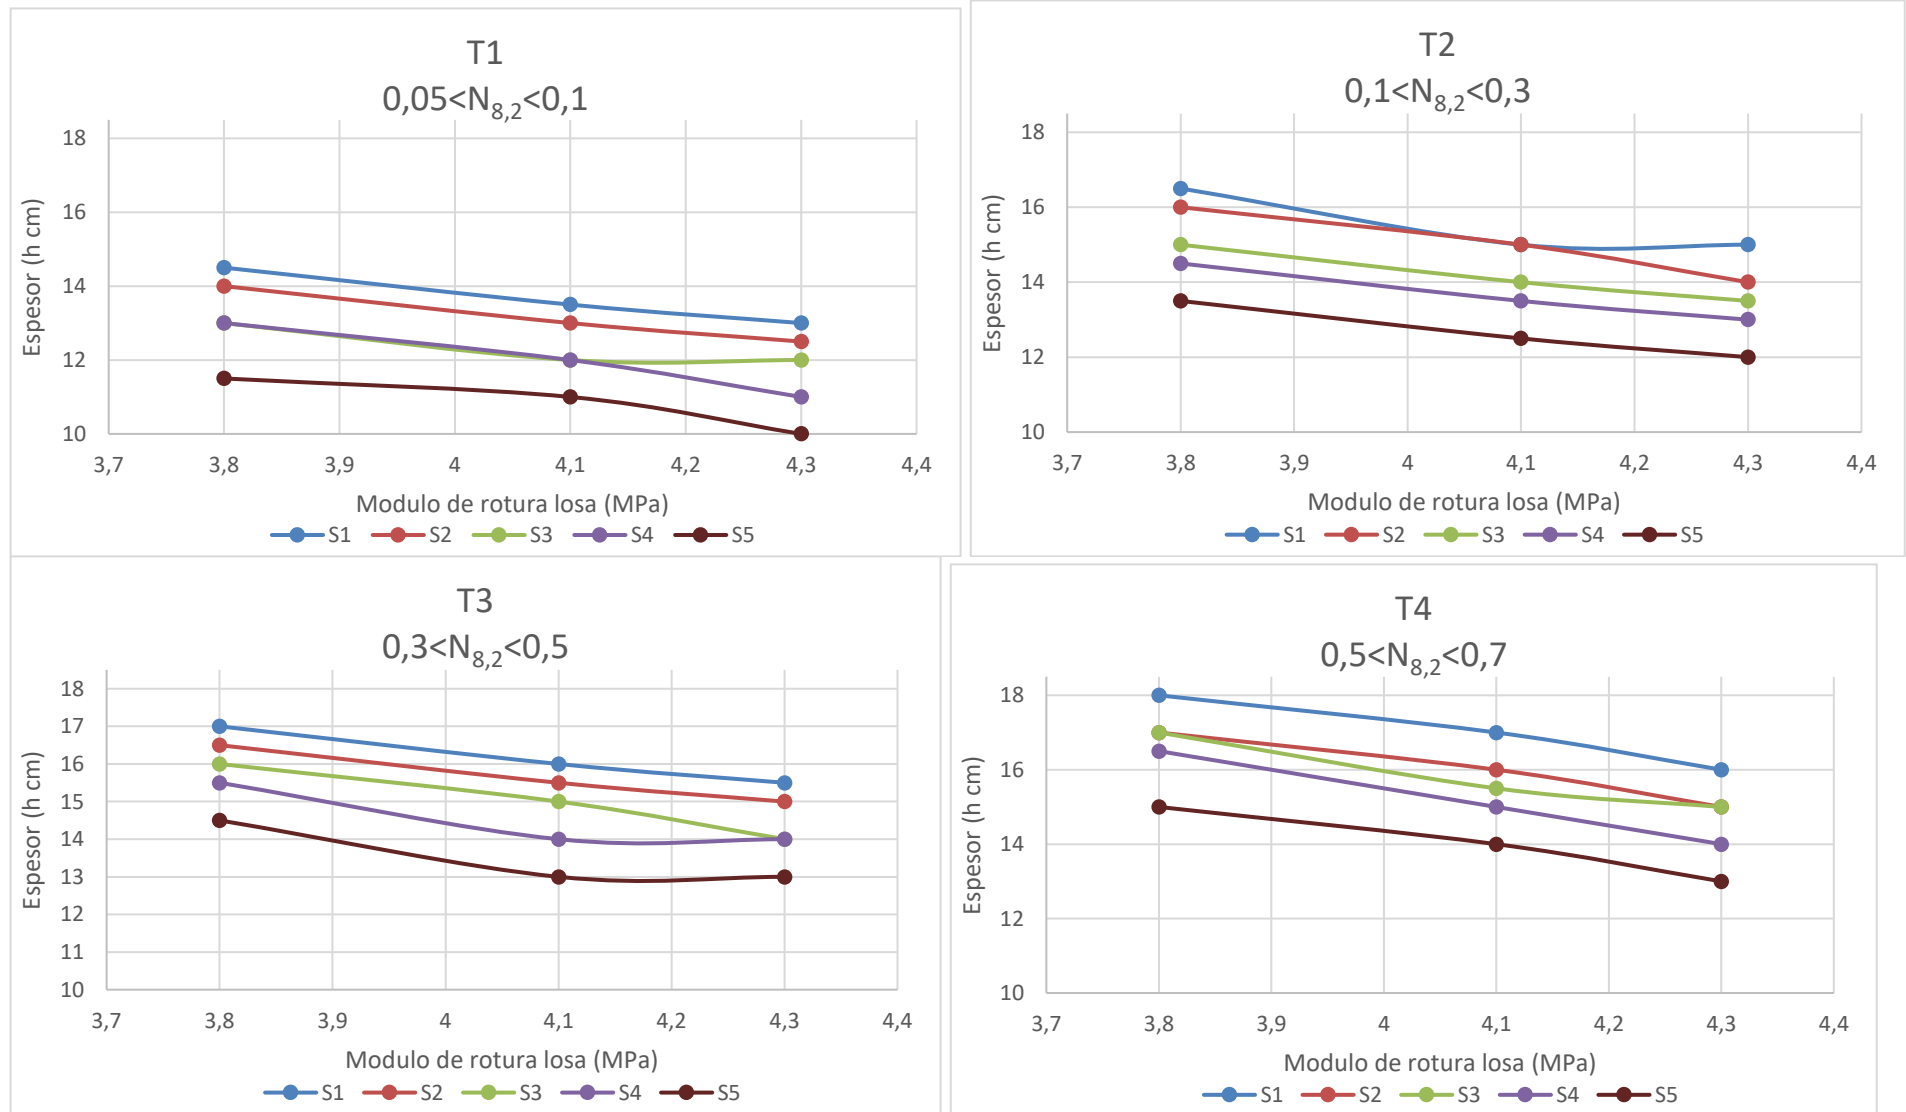 T1
0,05<N8,2<0,1
18
16
14
12
10
3,7 3,8 3,9 4 4,1 4,2 4,3 4,4
Espesor (h cm)
Modulo de rotura losa (MPa)
S1 S2 S3 S4 S5
T2
0,1<N8,2<0,3
18
16
14
12
10
3,7 3,8 3,9 4 4,1 4,2 4,3 4,4
Espesor (h cm)
Modulo de rotura losa (MPa)
S1 S2 S3 S4 S5
T3
0,3<N8,2<0,5
18
17
16
15
14
13
12
11
10
3,7 3,8 3,9 4 4,1 4,2 4,3 4,4
Espesor (h cm)
Modulo de rotura losa (MPa)
S1 S2 S3 S4 S5
T4
0,5<N8,2<0,7
18
16
14
12
10
3,7 3,8 3,9 4 4,1 4,2 4,3 4,4
Espesor (h cm)
Modulo de rotura losa (MPa)
S1 S2 S3 S4 S5